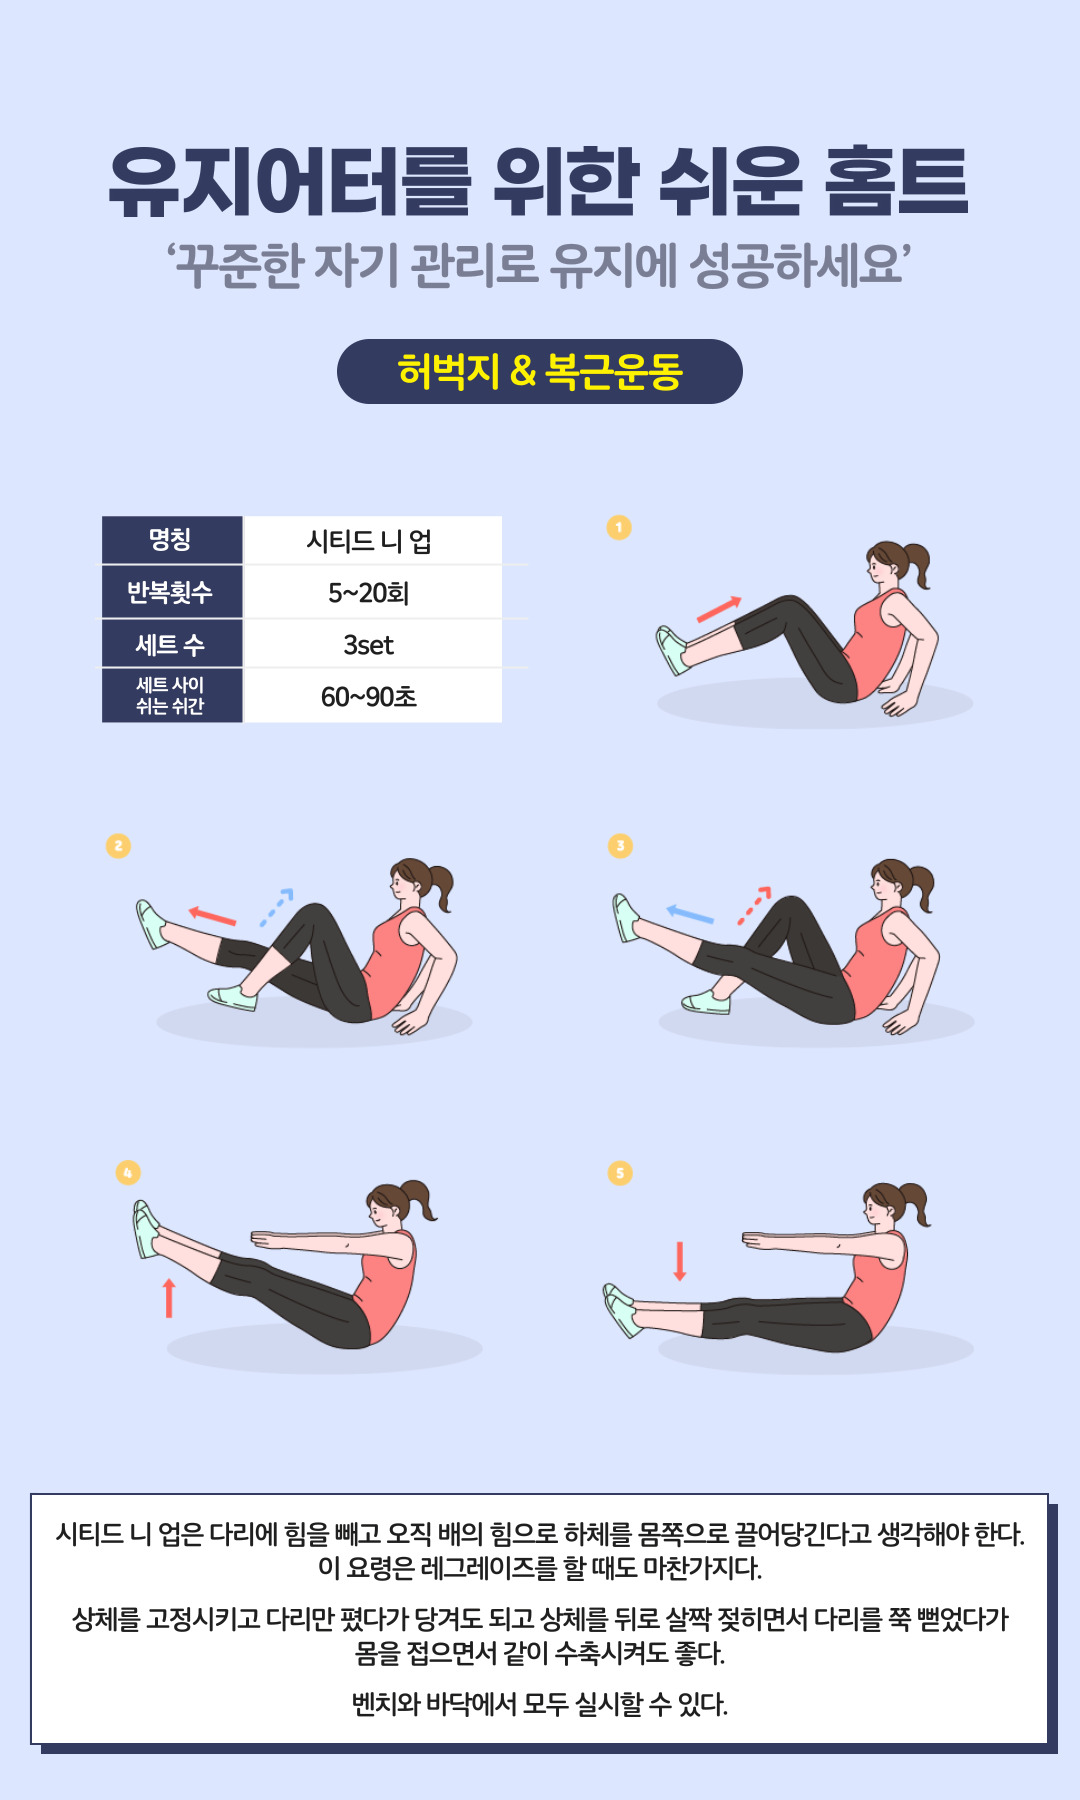 유지어터를 위한 쉬운 홈트
‘꾸준한 자기 관리로 유지에 성공하세요’
허벅지 & 복근운동
명칭 시티드 니 업
반복횟수 5~20회
세트 수 3set
세트 사이
쉬는 쉬간 60~90초
1
2
3
4
5
시티드 니 업은 다리에 힘을 빼고 오직 배의 힘으로 하체를 몸쪽으로 끌어당긴다고 생각해야 한다.
이 요령은 레그레이즈를 할 때도 마찬가지다.
상체를 고정시키고 다리만 폈다가 당겨도 되고 상체를 뒤로 살짝 젖히면서 다리를 쭉 뻗었다가
몸을 접으면서 같이 수축시켜도 좋다.
벤치와 바닥에서 모두 실시할 수 있다.